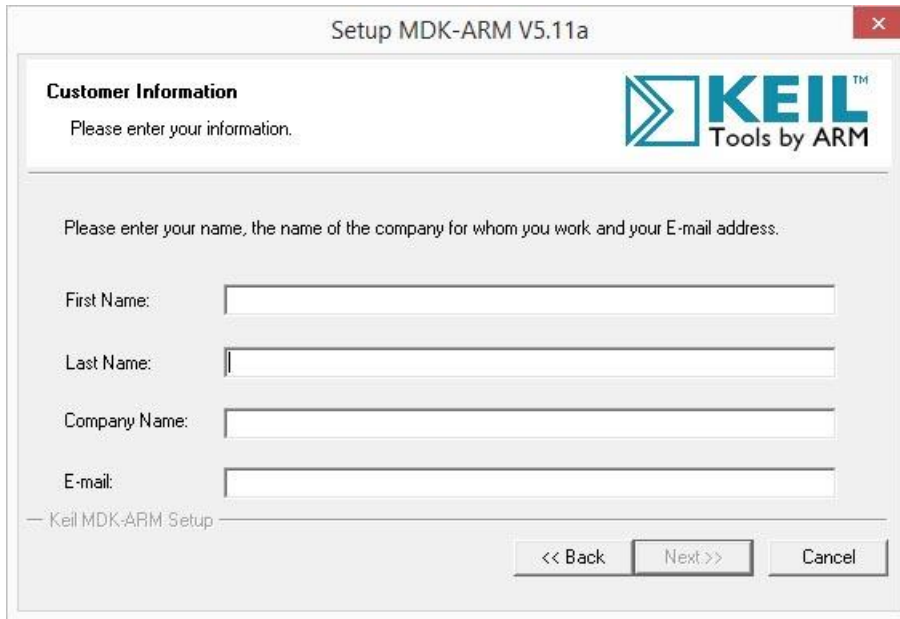 Setup MDK-ARM V5.11a
Customer Information
Please enter your information.
KEIL™
Tools by ARM
Please enter your name, the name of the company for whom you work and your E-mail address.
First Name:
Last Name:
Company Name:
E-mail:
Keil MDK-ARM Setup
<< Back Next >> Cancel